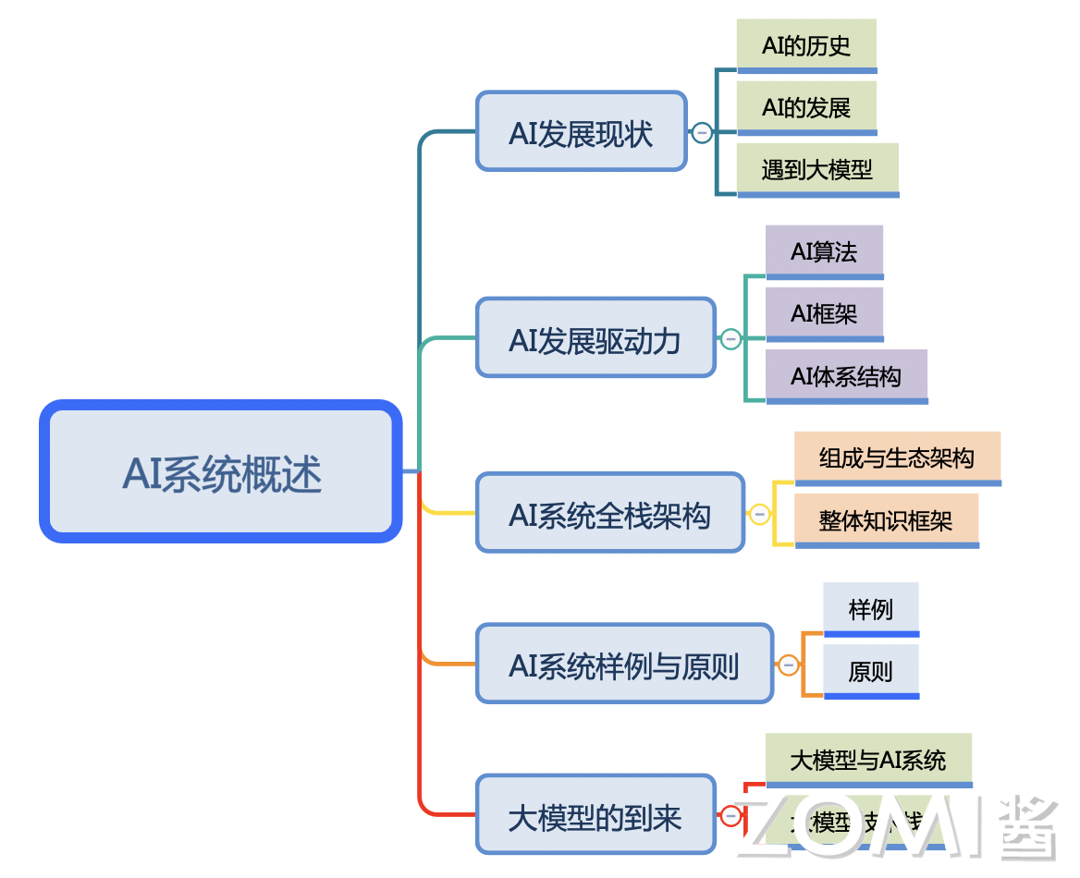 AI系统概述
AI发展现状
AI的历史
AI的发展
遇到大模型
AI发展驱动力
AI算法
AI框架
AI体系结构
AI系统全栈架构
组成与生态架构
整体知识框架
AI系统样例与原则
样例
原则
大模型的到来
大模型与AI系统
大模型
ZOMI酱